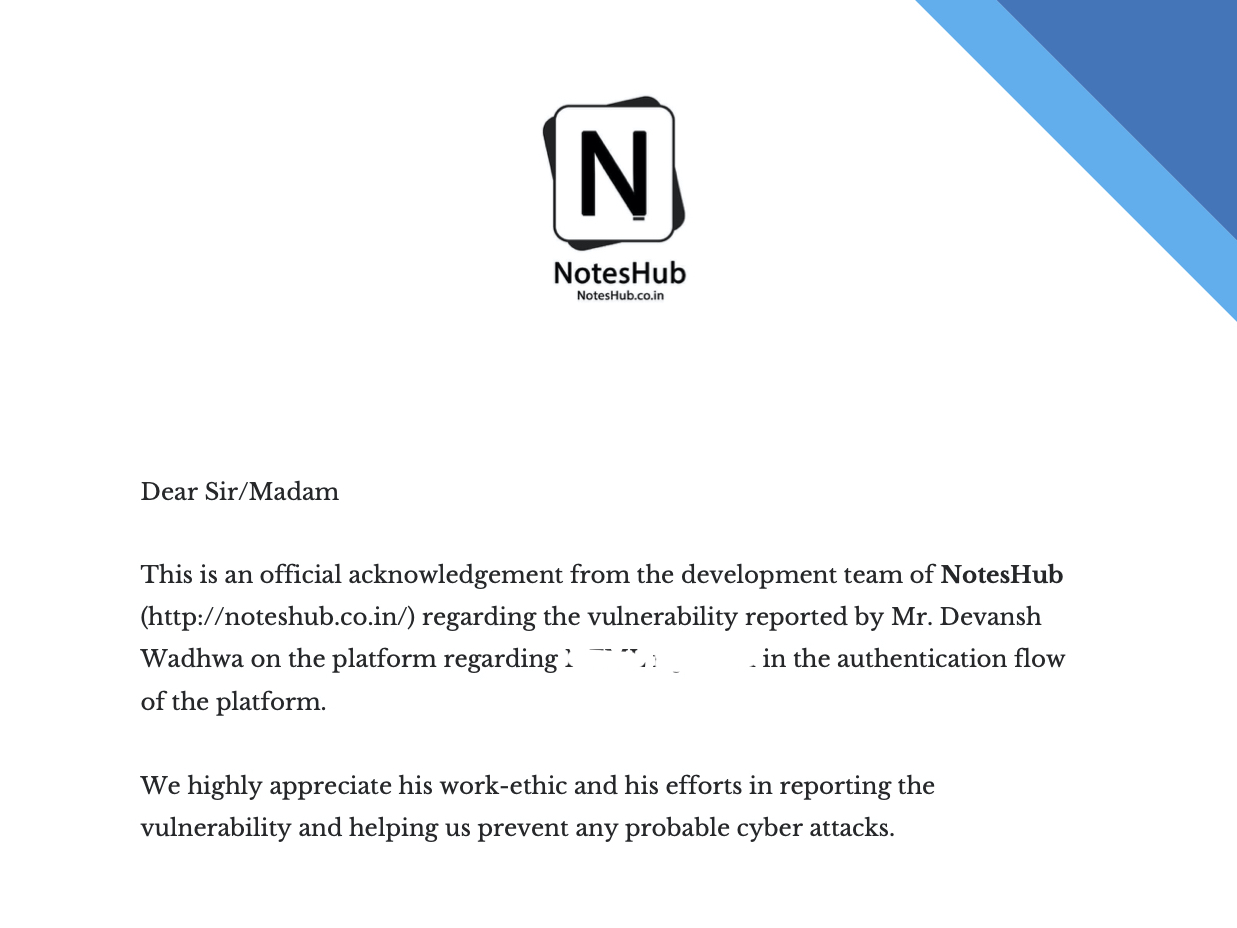 N
NotesHub
NotesHub.co.in
Dear Sir/Madam
This is an official acknowledgement from the development team of NotesHub
(http://noteshub.co.in/) regarding the vulnerability reported by Mr. Devansh
Wadhwa on the platform regarding in the authentication flow
of the platform.
We highly appreciate his work-ethic and his efforts in reporting the
vulnerability and helping us prevent any probable cyber attacks.